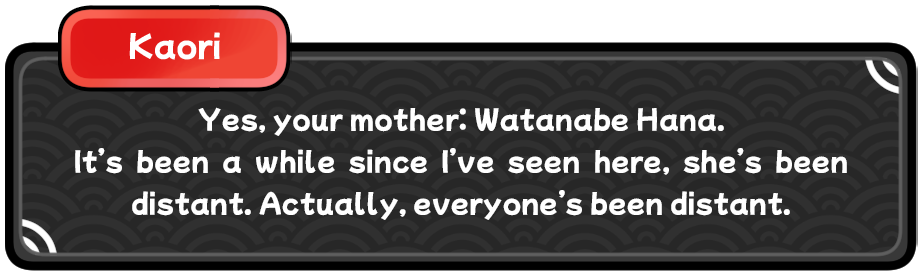 Kaori
Yes, your mother: Watanabe Hana.
It's been a while since I've seen here, she's been
distant. Actually, everyone's been distant.